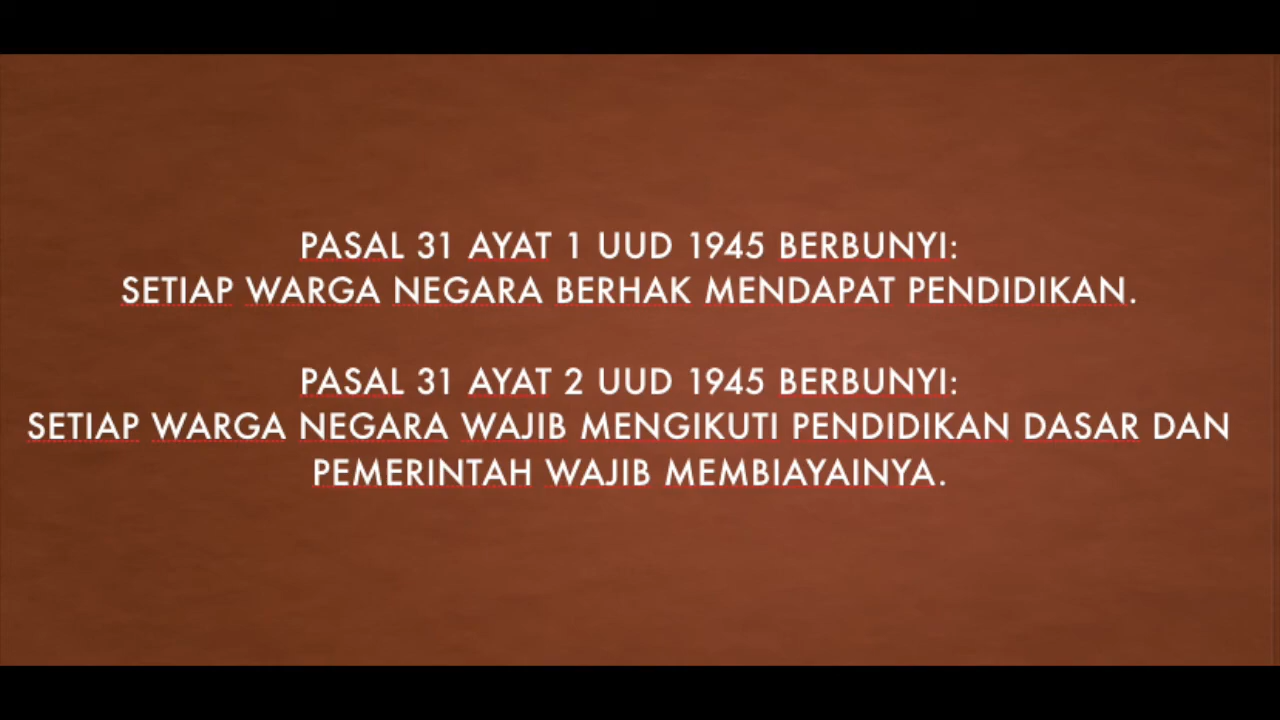 PASAL 31 AYAT 1 UUD 1945 BERBUNYI:
SETIAP WARGA NEGARA BERHAK MENDAPAT PENDIDIKAN.
PASAL 31 AYAT 2 UUD 1945 BERBUNYI:
SETIAP WARGA NEGARA WAJIB MENGIKUTI PENDIDIKAN DASAR DAN
PEMERINTAH WAJIB MEMBIAYAINYA.